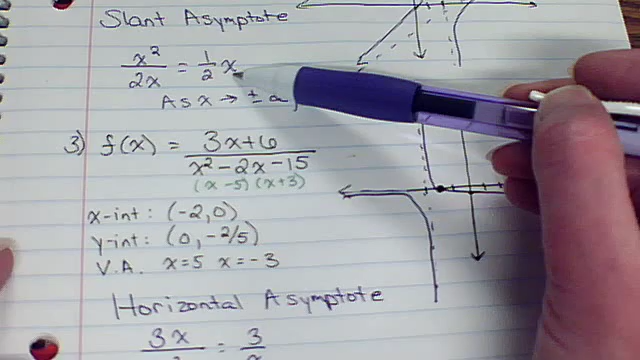 Slant Asymptote
x²/2x = 1/2 x
As x → ±
3) f(x) = 3x+6 / x²-2x-15
(x-5)(x+3)
x-int: (-2,0)
y-int: (0, -2/5)
V.A. x=5 x=-3
Horizontal Asymptote
3x = 3